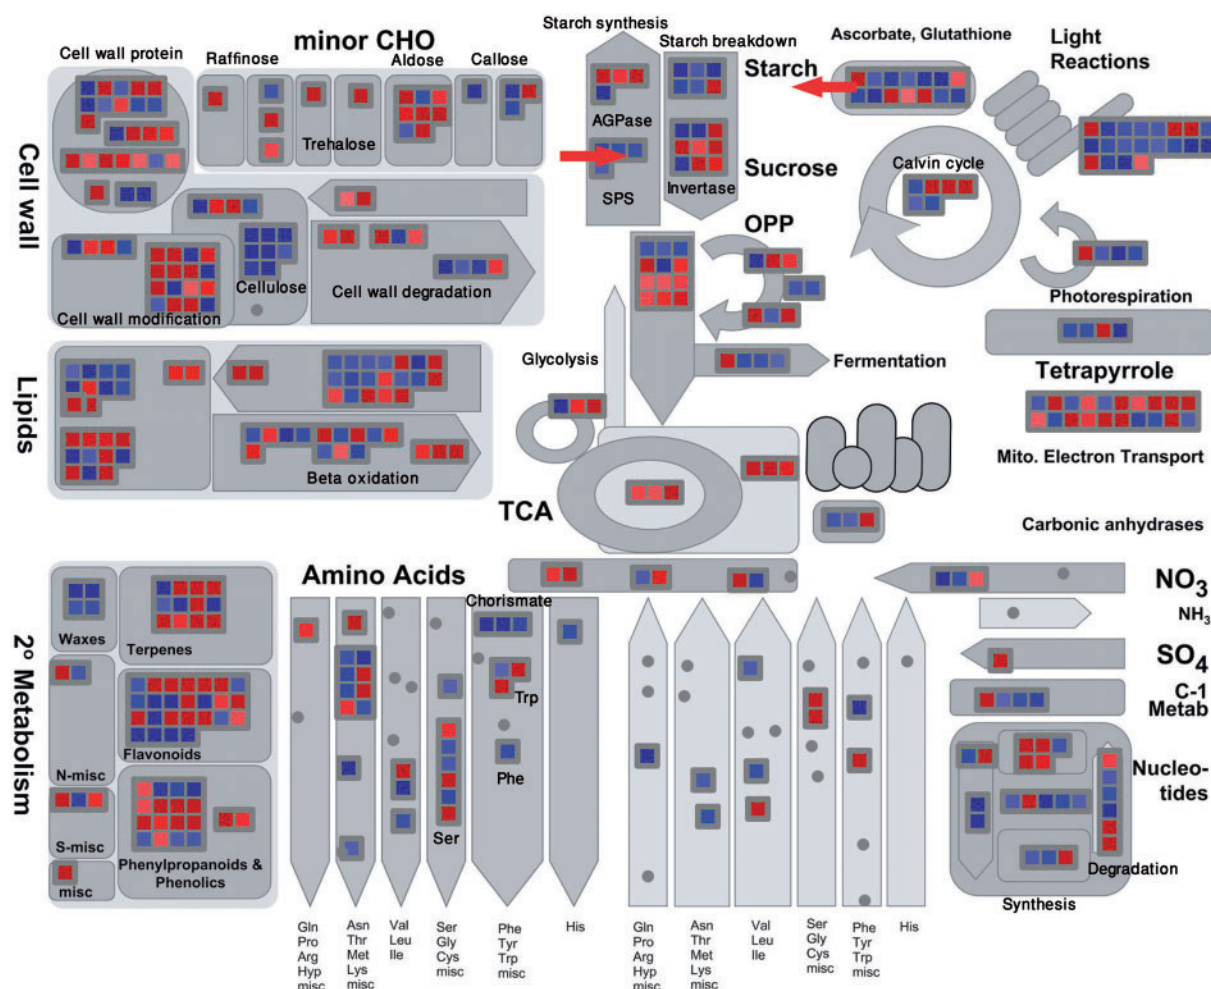 minor CHO
Cell wall protein
Raffinose
Aldose
Callose
Trehalose
Cell wall
Cellulose
Cell wall degradation
Cell wall modification
Starch synthesis
Starch breakdown
Starch
AGPase
SPS
Invertase
Sucrose
Ascorbate, Glutathione
Light
Reactions
Calvin cycle
OPP
Photorespiration
Glycolysis
Fermentation
Tetrapyrrole
Mito. Electron Transport
Lipids
Beta oxidation
TCA
Carbonic anhydrases
2º Metabolism
Waxes
Terpenes
N-misc
Flavonoids
S-misc
Phenylpropanoids &
Phenolics
misc
Amino Acids
Chorismate
Trp
Phe
Ser
NO3
NH3
SO4
C-1
Metab
Nucleo-
tides
Degradation
Synthesis
Gln
Pro
Arg
Hyp
misc
Asn
Thr
Met
Lys
misc
Val
Leu
Ile
Ser
Gly
Cys
misc
Phe
Tyr
Trp
misc
His
Gln
Pro
Arg
Hyp
misc
Asn
Thr
Met
Lys
misc
Val
Leu
Ile
Ser
Gly
Cys
misc
Phe
Tyr
Trp
misc
His